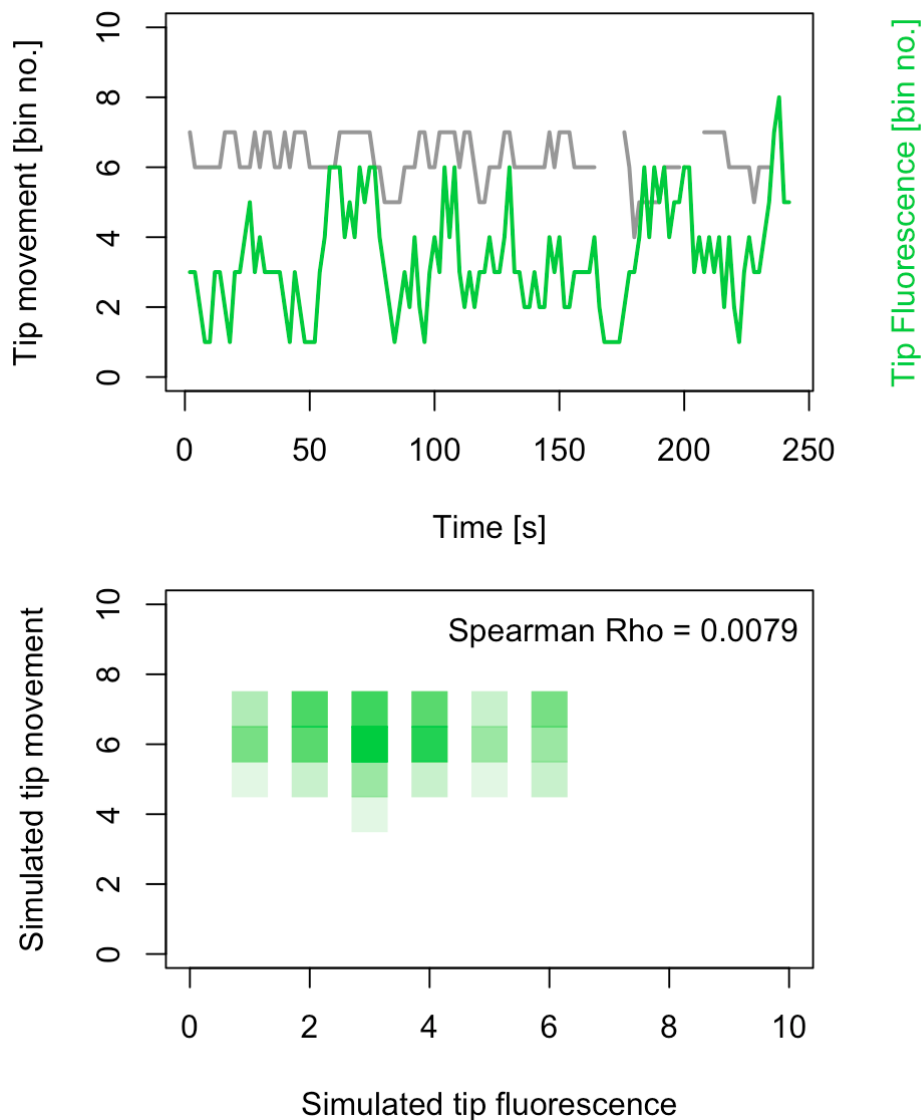 Tip movement [bin no.]
10
8
6
4
2
0
Tip Fluorescence [bin no.]
0 50 100 150 200 250
Time [s]
Simulated tip movement
10
8
6
4
2
0
Spearman Rho = 0.0079
0 2 4 6 8 10
Simulated tip fluorescence